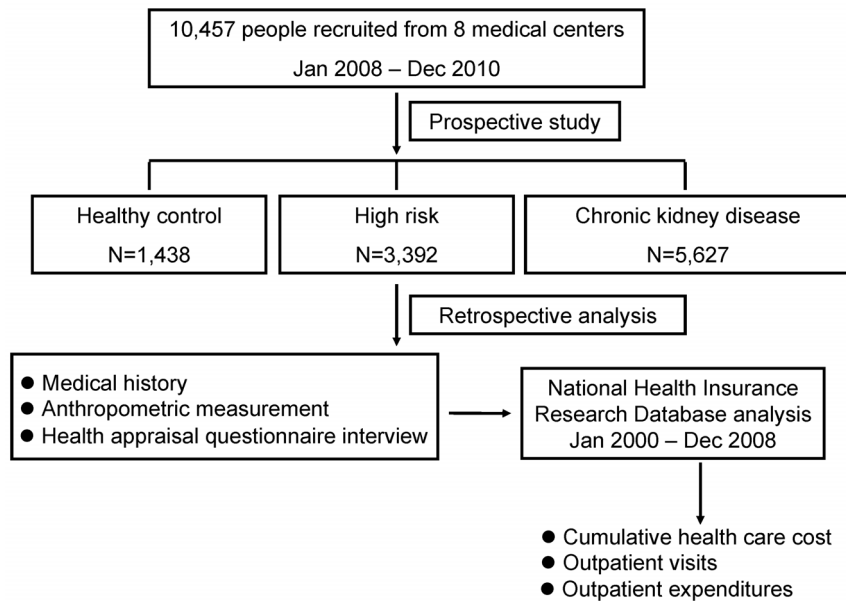 10,457 people recruited from 8 medical centers
Jan 2008 – Dec 2010
Prospective study
Healthy control
N=1,438
High risk
N=3,392
Chronic kidney disease
N=5,627
Retrospective analysis
● Medical history
● Anthropometric measurement
● Health appraisal questionnaire interview
National Health Insurance
Research Database analysis
Jan 2000 – Dec 2008
● Cumulative health care cost
● Outpatient visits
● Outpatient expenditures